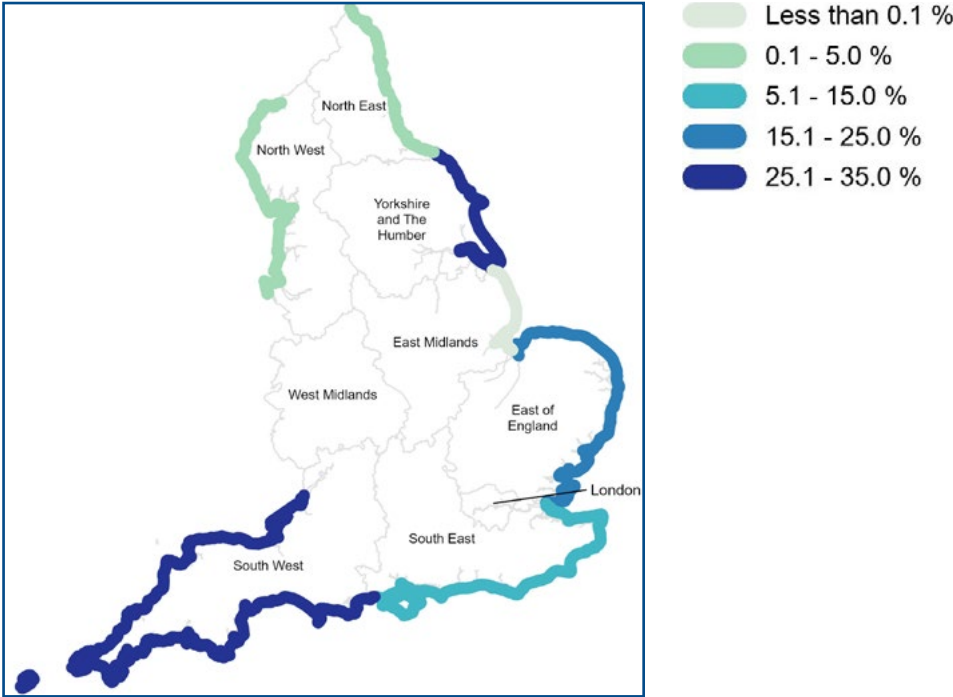 Less than 0.1 %
0.1 - 5.0 %
5.1 - 15.0 %
15.1 - 25.0 %
25.1 - 35.0 %
North East
North West
Yorkshire
and The
Humber
East Midlands
West Midlands
East of
England
London
South East
South West